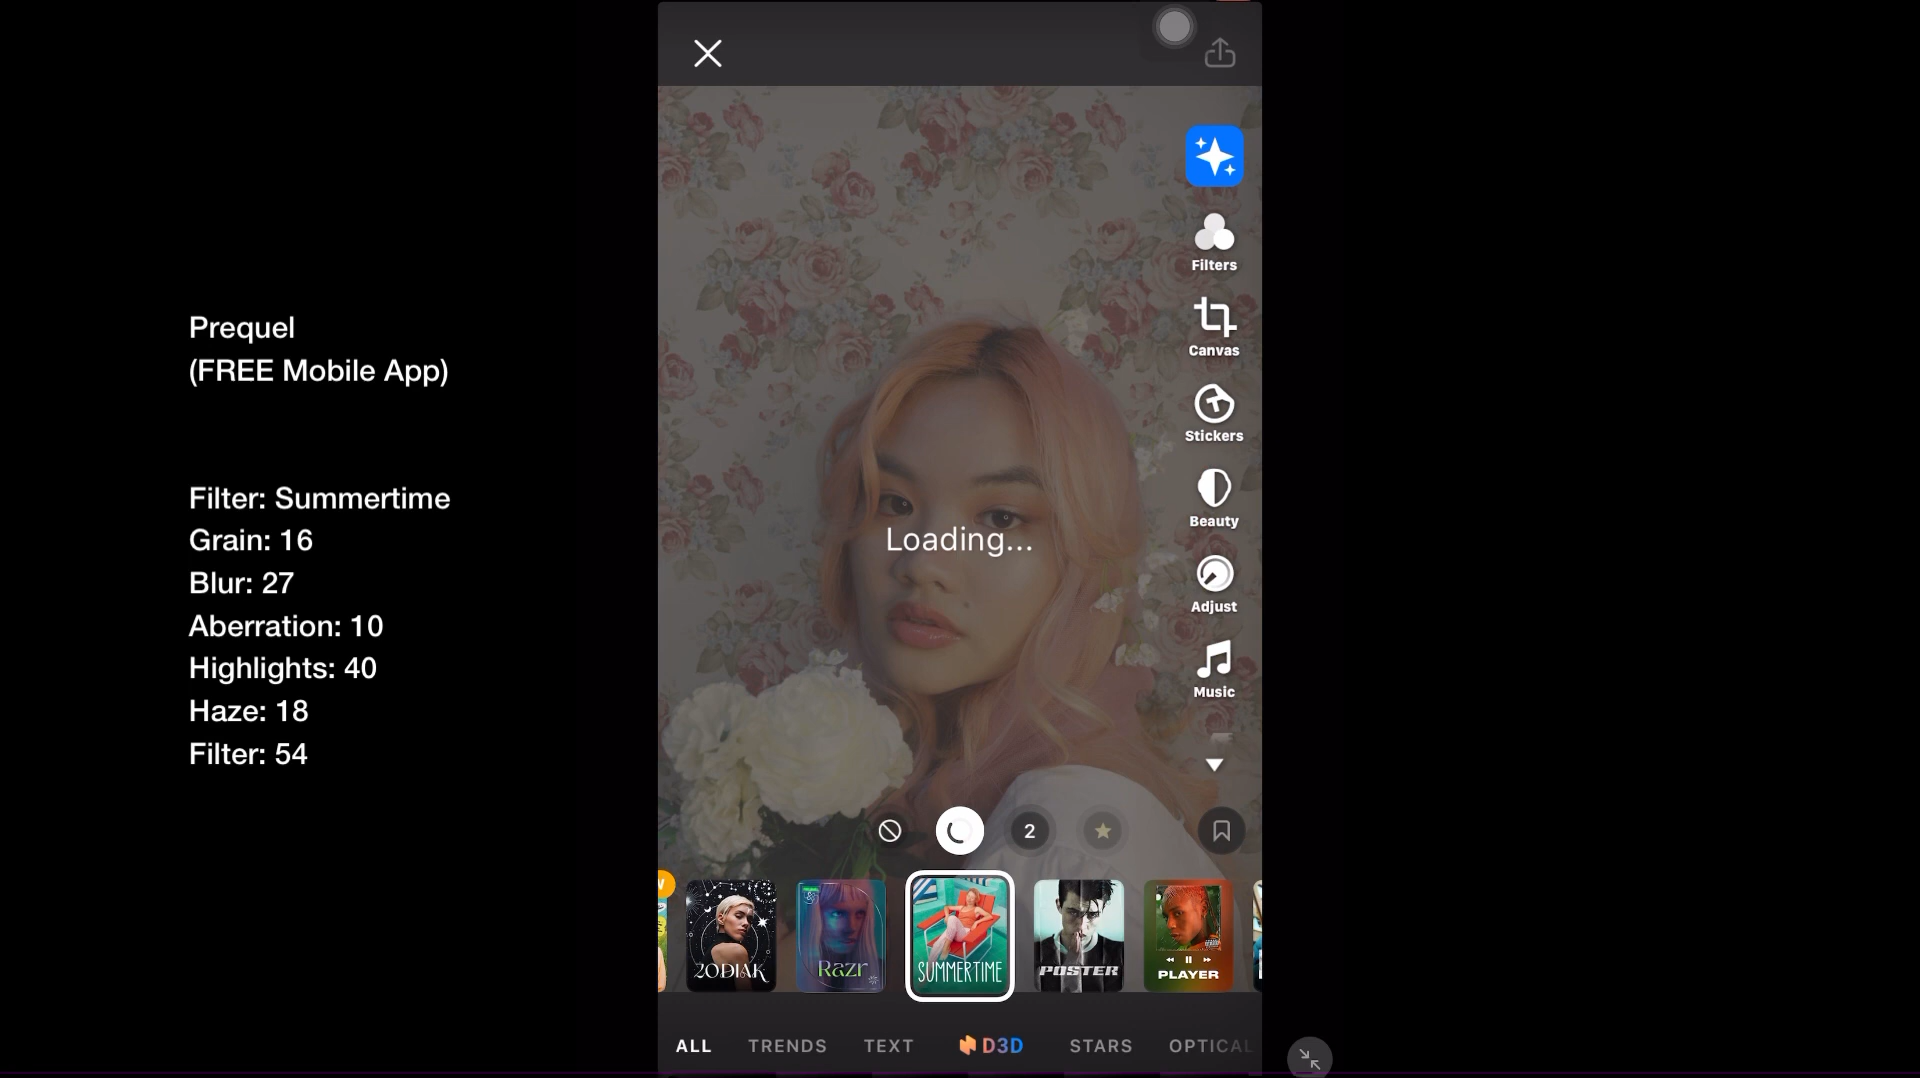 Prequel
(FREE Mobile App)
Filter: Summertime
Grain: 16
Blur: 27
Aberration: 10
Highlights: 40
Haze: 18
Filter: 54
Filters
Canvas
Stickers
Beauty
Adjust
Music
Loading...
2
ZODIAK
Razr
SUMMERTIME
POSTER
PLAYER
ALL TRENDS TEXT D3D STARS OPTICAL